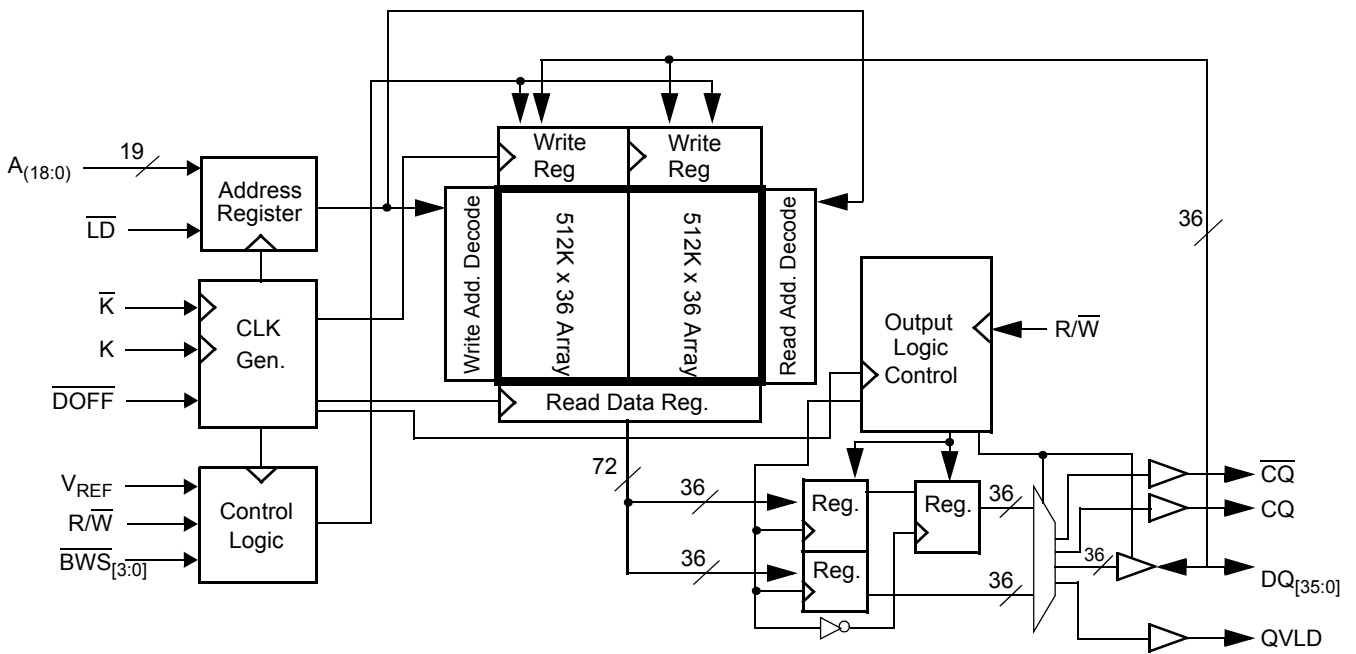 A(18:0)
19
LD
Address
Register
K
K
DOFF
CLK
Gen.
VREF
R/W
BWS[3:0]
Control
Logic
Write
Reg
Write
Reg
Write Add. Decode
512K x 36 Array
512K x 36 Array
Read Add. Decode
Read Data Reg.
36
Output
Logic
Control
R/W
72
36
36
Reg.
Reg.
Reg.
36
36
36
CQ
CQ
DQ[35:0]
QVLD